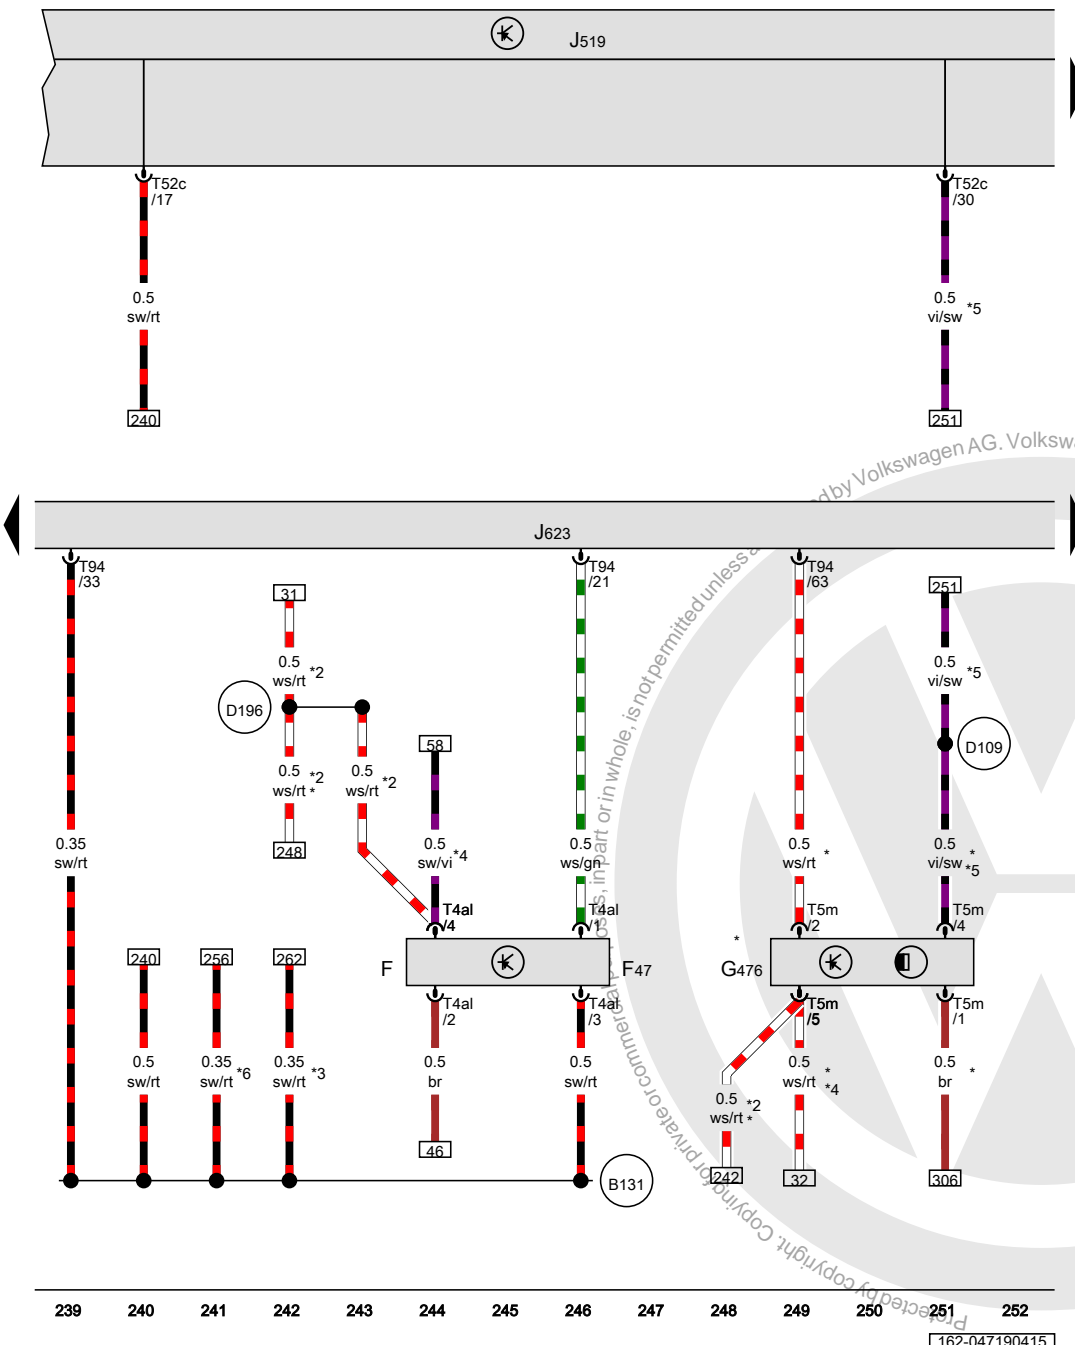 J519
T52c
/17
T52c
/30
0.5
sw/rt
0.5
vi/sw *5
240
251
J623
T94
/33
T94
/21
T94
/63
31
251
0.5
ws/rt *2
0.5
vi/sw *5
D196
D109
58
0.5
ws/rt *2
*
0.5
ws/rt *2
0.35
sw/rt
248
0.5
sw/vi *4
0.5
ws/gn
0.5
ws/rt *
0.5
vi/sw *
*5
T4al
/4
T4al
/1
T5m
/2
T5m
/4
240
256
262
F
F47
*
G476
T4al
/2
T4al
/3
T5m
/5
T5m
/1
0.5
sw/rt
0.35
sw/rt *6
0.35
sw/rt *3
0.5
br
0.5
sw/rt
0.5
ws/rt *2
*
0.5
ws/rt *
*4
0.5
br *
46
242
32
306
B131
239 240 241 242 243 244 245 246 247 248 249 250 251 252
162-047190415
Protected by copyright. Copying for private or commercial purposes, in part or in whole, is not permitted unless
by Volkswagen AG. Volksw